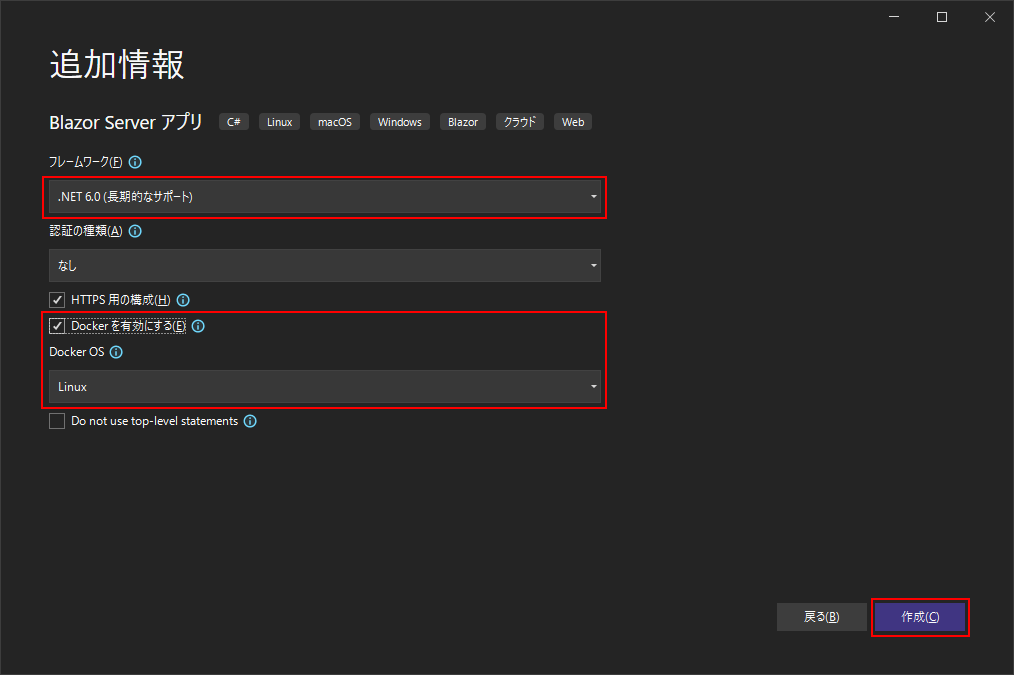 追加情報
Blazor Server アプリ C# Linux macOS Windows Blazor クラウド Web
フレームワーク(F)
.NET 6.0 (長期的なサポート)
認証の種類(A)
なし
HTTPS 用の構成(H)
Docker を有効にする(E)
Docker OS
Linux
Do not use top-level statements
戻る(B) 作成(C)